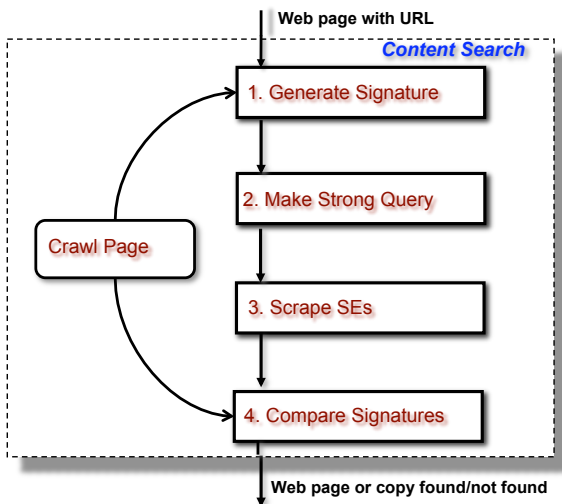 Web page with URL
Content Search
1. Generate Signature
2. Make Strong Query
Crawl Page
3. Scrape SEs
4. Compare Signatures
Web page or copy found/not found